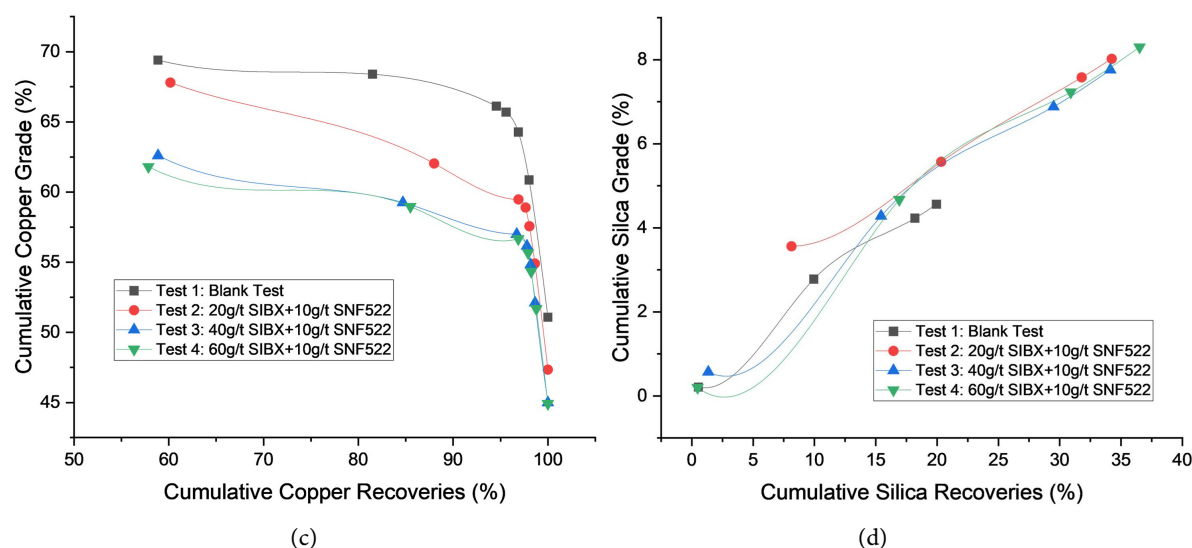 Cumulative Copper Grade (%)
70
65
60
55
50
45
Test 1: Blank Test
Test 2: 20g/t SIBX+10g/t SNF522
Test 3: 40g/t SIBX+10g/t SNF522
Test 4: 60g/t SIBX+10g/t SNF522
50 60 70 80 90 100
Cumulative Copper Recoveries (%)
(c)
Cumulative Silica Grade (%)
8
6
4
2
0
Test 1: Blank Test
Test 2: 20g/t SIBX+10g/t SNF522
Test 3: 40g/t SIBX+10g/t SNF522
Test 4: 60g/t SIBX+10g/t SNF522
0 5 10 15 20 25 30 35 40
Cumulative Silica Recoveries (%)
(d)